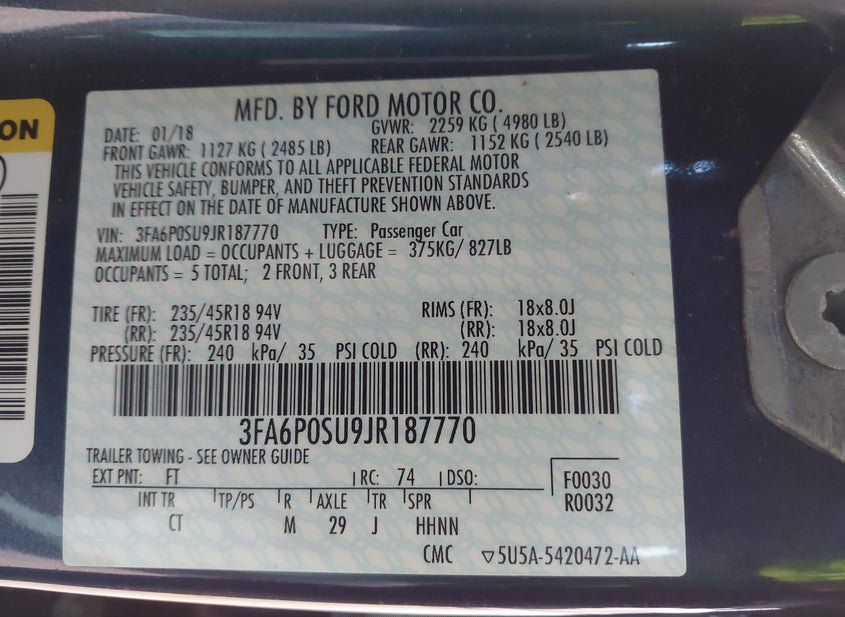 ON
MFD. BY FORD MOTOR CO.
DATE: 01/18 GVWR: 2259 KG ( 4980 LB)
FRONT GAWR: 1127 KG ( 2485 LB) REAR GAWR: 1152 KG ( 2540 LB)
THIS VEHICLE CONFORMS TO ALL APPLICABLE FEDERAL MOTOR
VEHICLE SAFETY, BUMPER, AND THEFT PREVENTION STANDARDS
IN EFFECT ON THE DATE OF MANUFACTURE SHOWN ABOVE.
VIN: 3FA6P0SU9JR187770 TYPE: Passenger Car
MAXIMUM LOAD = OCCUPANTS + LUGGAGE = 375KG/ 827LB
OCCUPANTS = 5 TOTAL; 2 FRONT, 3 REAR
TIRE (FR): 235/45R18 94V RIMS (FR): 18x8.0J
(RR): 235/45R18 94V (RR): 18x8.0J
PRESSURE (FR): 240 kPa/ 35 PSI COLD (RR): 240 kPa/ 35 PSI COLD
3FA6P0SU9JR187770
TRAILER TOWING - SEE OWNER GUIDE
EXT PNT: FT RC: 74 DSO: F0030
INT TR TP/PS R AXLE TR SPR R0032
CT M 29 J HHNN
CMC ▽5U5A-5420472-AA